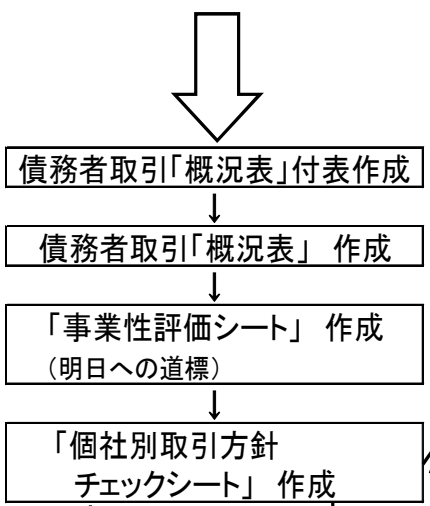 債務者取引「概況表」付表作成
債務者取引「概況表」 作成
「事業性評価シート」 作成
（明日への道標）
「個社別取引方針
チェックシート」 作成